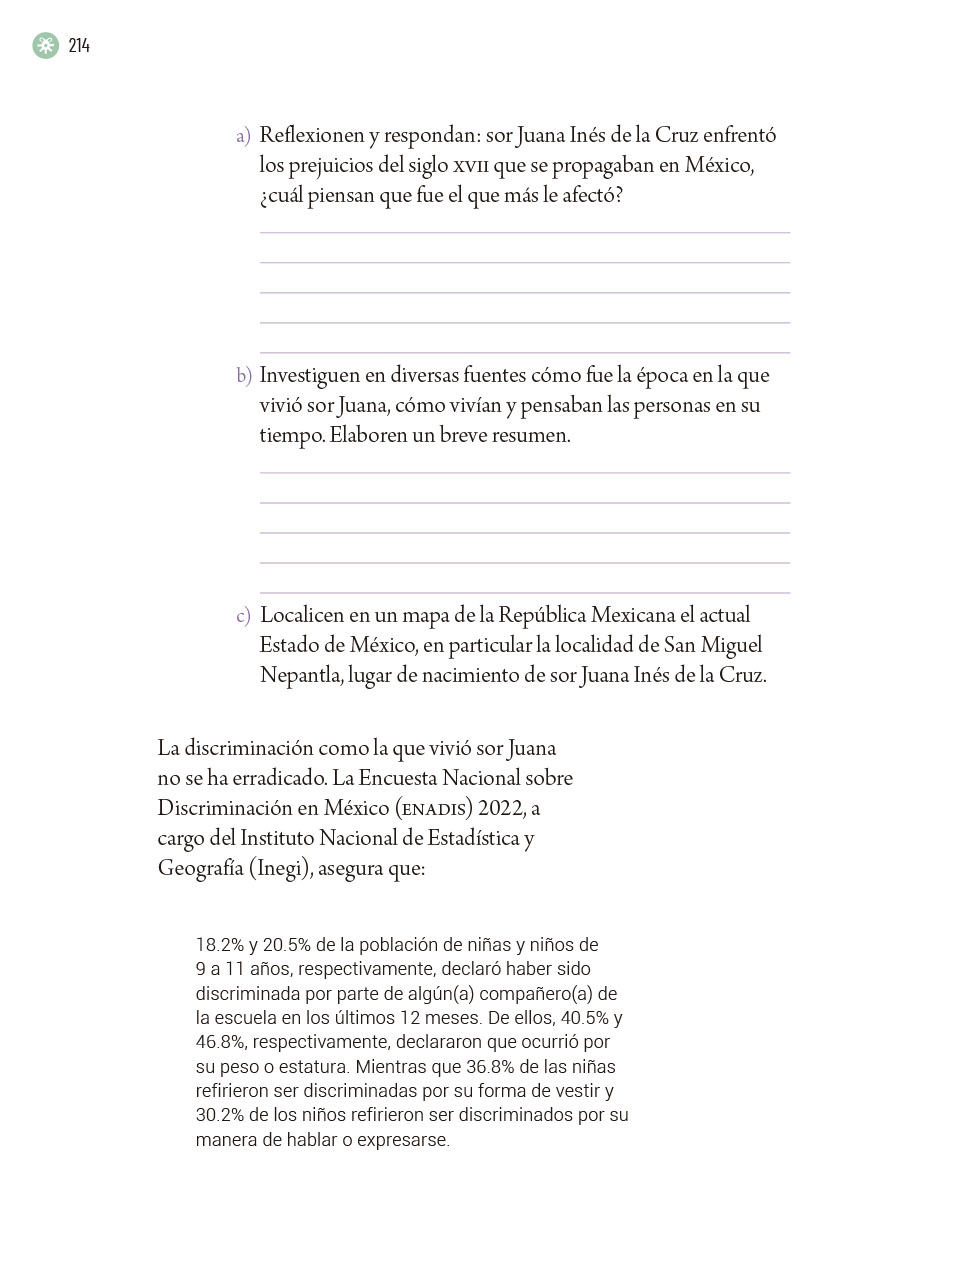 214
a) Reflexionen y respondan: sor Juana Inés de la Cruz enfrentó
los prejuicios del siglo XVII que se propagaban en México,
¿cuál piensan que fue el que más le afectó?
b) Investiguen en diversas fuentes cómo fue la época en la que
vivió sor Juana, cómo vivían y pensaban las personas en su
tiempo. Elaboren un breve resumen.
c) Localicen en un mapa de la República Mexicana el actual
Estado de México, en particular la localidad de San Miguel
Nepantla, lugar de nacimiento de sor Juana Inés de la Cruz.
La discriminación como la que vivió sor Juana
no se ha erradicado. La Encuesta Nacional sobre
Discriminación en México (ENADIS) 2022, a
cargo del Instituto Nacional de Estadística y
Geografía (Inegi), asegura que:
18.2% y 20.5% de la población de niñas y niños de
9 a 11 años, respectivamente, declaró haber sido
discriminada por parte de algún(a) compañero(a) de
la escuela en los últimos 12 meses. De ellos, 40.5% y
46.8%, respectivamente, declararon que ocurrió por
su peso o estatura. Mientras que 36.8% de las niñas
refirieron ser discriminadas por su forma de vestir y
30.2% de los niños refirieron ser discriminados por su
manera de hablar o expresarse.